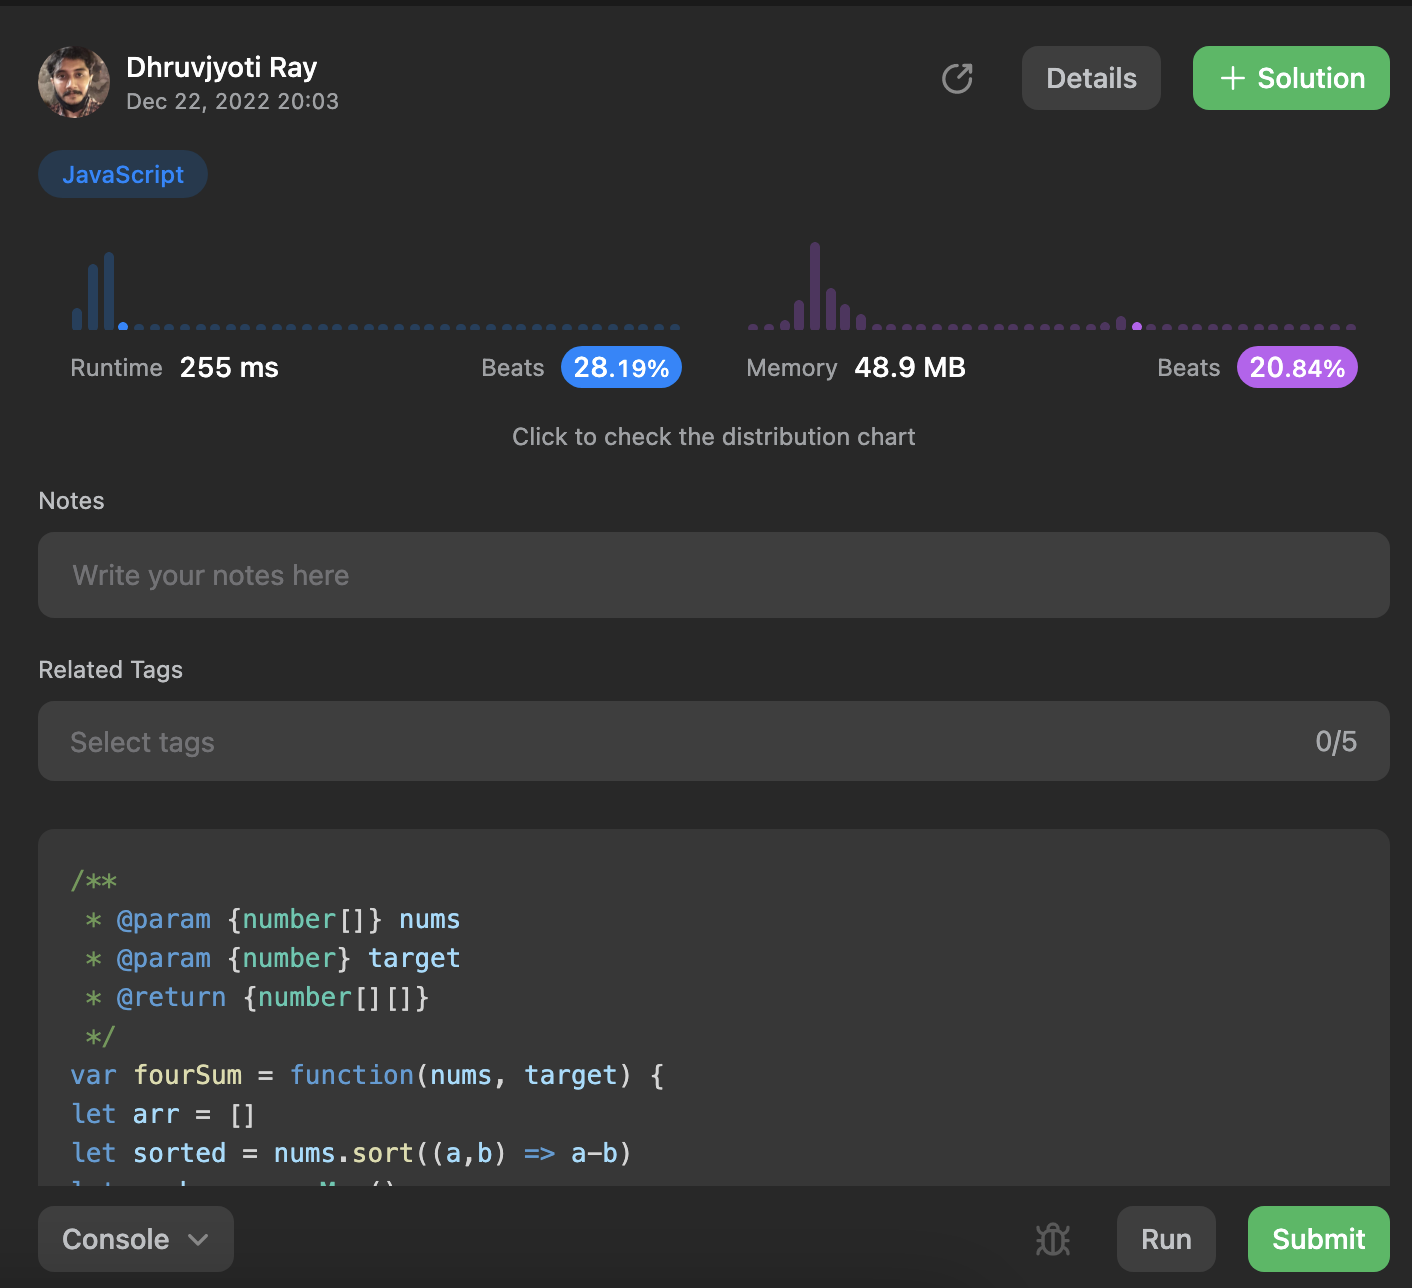 Dhruvjyoti Ray
Dec 22, 2022 20:03
Details
+ Solution
JavaScript
Runtime 255 ms
Beats 28.19%
Memory 48.9 MB
Beats 20.84%
Click to check the distribution chart
Notes
Write your notes here
Related Tags
Select tags
0/5
/**
 * @param {number[]} nums
 * @param {number} target
 * @return {number[][]}
 */
var fourSum = function(nums, target) {
let arr = []
let sorted = nums.sort((a,b) => a-b)
Console
Run
Submit